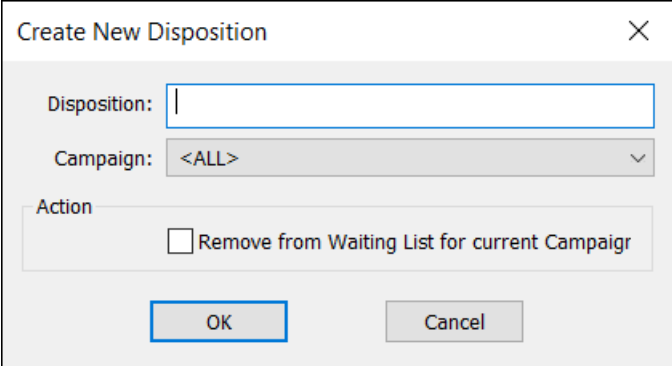 Create New Disposition
Disposition:
Campaign: <ALL>
Action
Remove from Waiting List for current Campaigr
OK Cancel